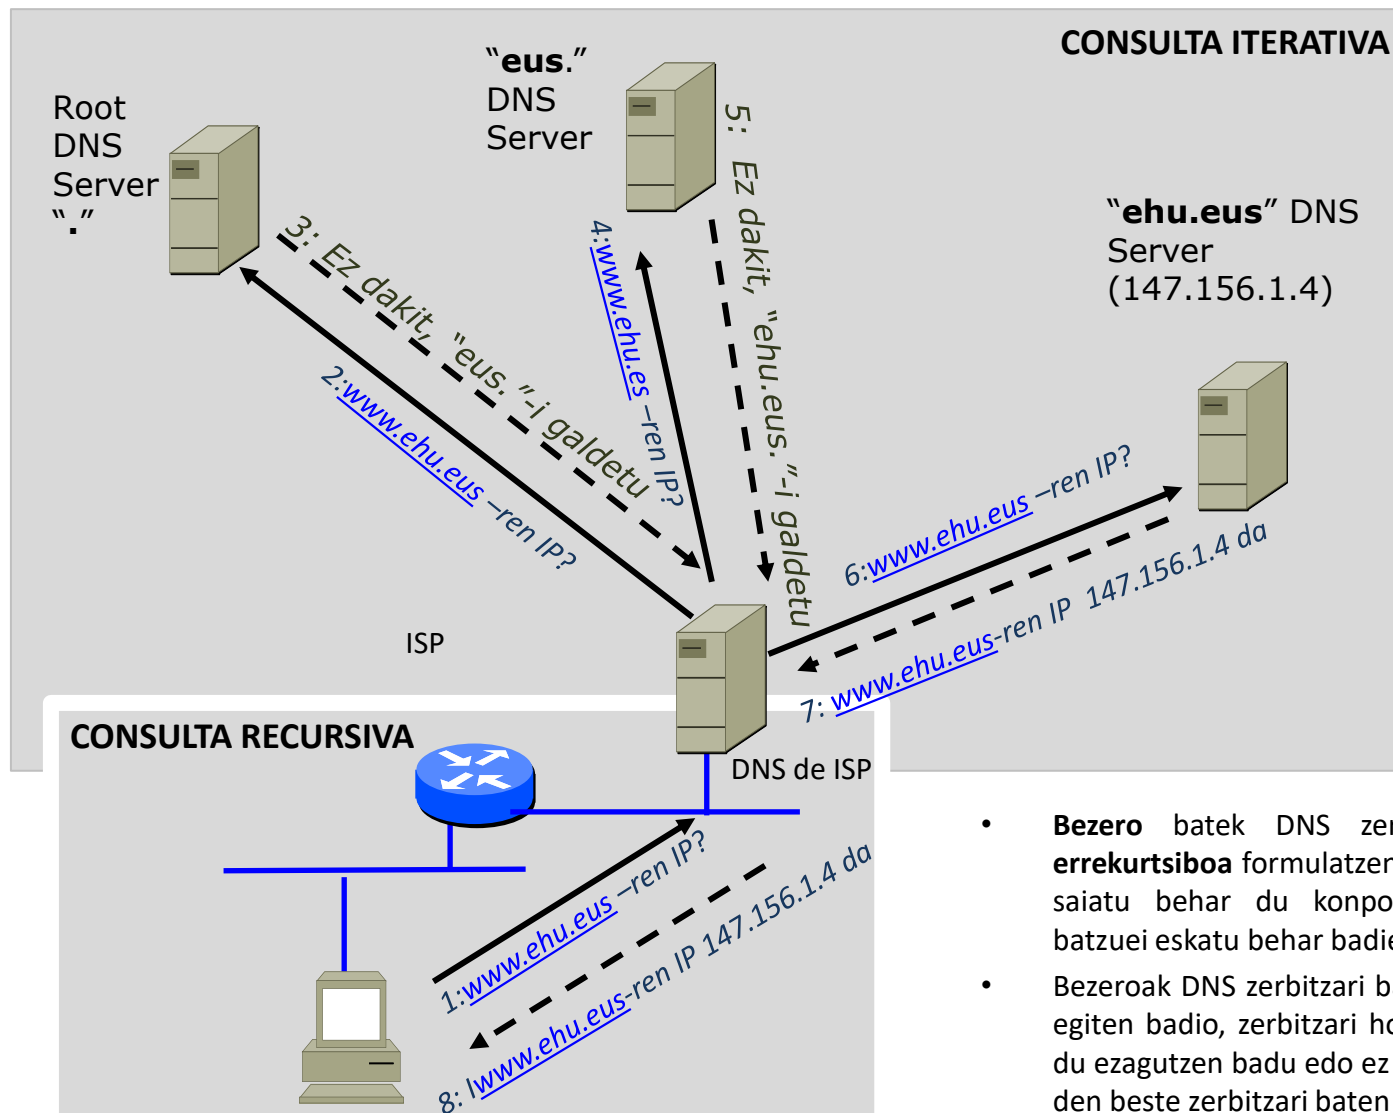 CONSULTA ITERATIVA
"eus."
DNS
Server
Root
DNS
Server
"."
"ehu.eus" DNS
Server
(147.156.1.4)
3: Ez dakit, "eus."-i galdetu
2:www.ehu.eus –ren IP?
4:www.ehu.es –ren IP?
5: Ez dakit, "ehu.eus."-i galdetu
6:www.ehu.eus –ren IP?
7: www.ehu.eus-ren IP 147.156.1.4 da
ISP
CONSULTA RECURSIVA
DNS de ISP
1:www.ehu.eus –ren IP?
8: lwww.ehu.eus-ren IP 147.156.1.4 da
• Bezero batek DNS
errekurtsiboa
saiatu behar du
batzuei eskatu behar
• Bezeroak DNS zerbitzari
egiten badio, zerbitzari
du ezagutzen badu edo ez
den beste zerbitzari baten